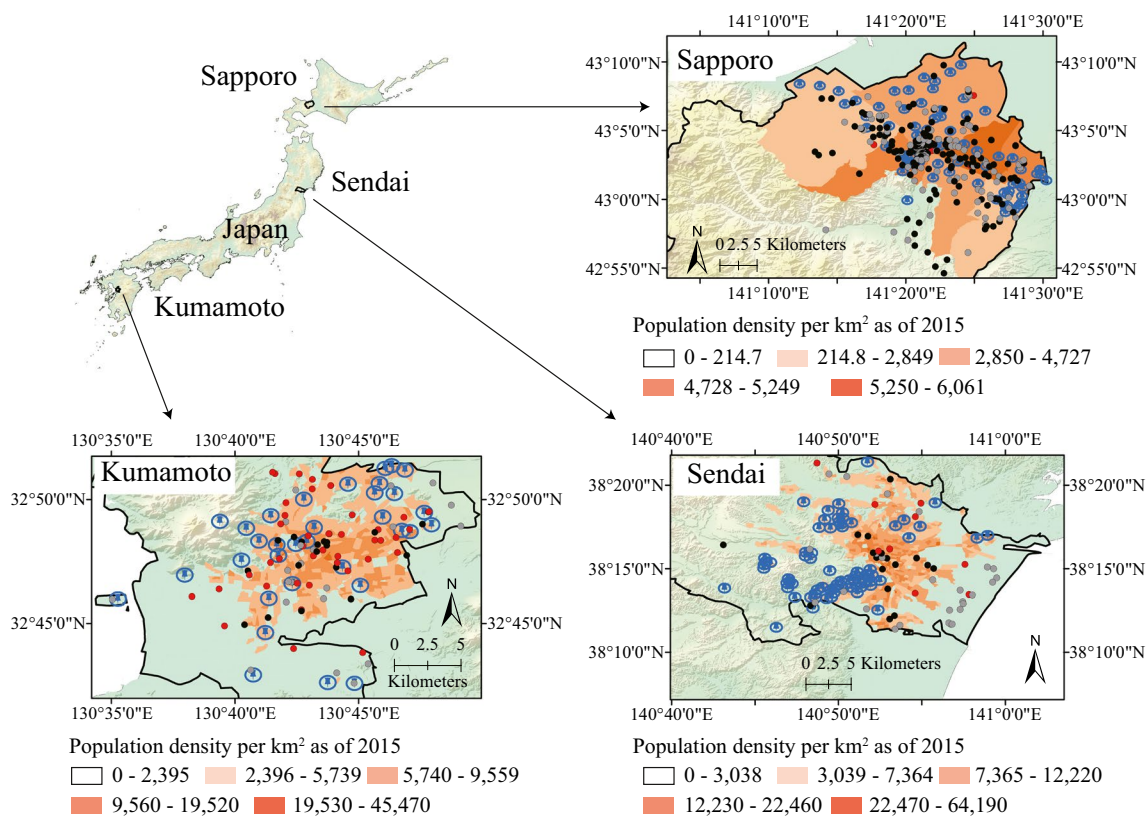 Sapporo
Sendai
Japan
Kumamoto
141°10'0"E 141°20'0"E 141°30'0"E
Sapporo
43°10'0"N 43°10'0"N
43°5'0"N 43°5'0"N
43°0'0"N 43°0'0"N
42°55'0"N 42°55'0"N
N
0 2.5 5 Kilometers
141°10'0"E 141°20'0"E 141°30'0"E
Population density per km² as of 2015
0 - 214.7 214.8 - 2,849 2,850 - 4,727
4,728 - 5,249 5,250 - 6,061
130°35'0"E 130°40'0"E 130°45'0"E
Kumamoto
32°50'0"N 32°50'0"N
32°45'0"N 32°45'0"N
N
0 2.5 5
Kilometers
130°35'0"E 130°40'0"E 130°45'0"E
Population density per km² as of 2015
0 - 2,395 2,396 - 5,739 5,740 - 9,559
9,560 - 19,520 19,530 - 45,470
140°40'0"E 140°50'0"E 141°0'0"E
Sendai
38°20'0"N 38°20'0"N
38°15'0"N 38°15'0"N
38°10'0"N 38°10'0"N
N
0 2.5 5 Kilometers
140°40'0"E 140°50'0"E 141°0'0"E
Population density per km² as of 2015
0 - 3,038 3,039 - 7,364 7,365 - 12,220
12,230 - 22,460 22,470 - 64,190